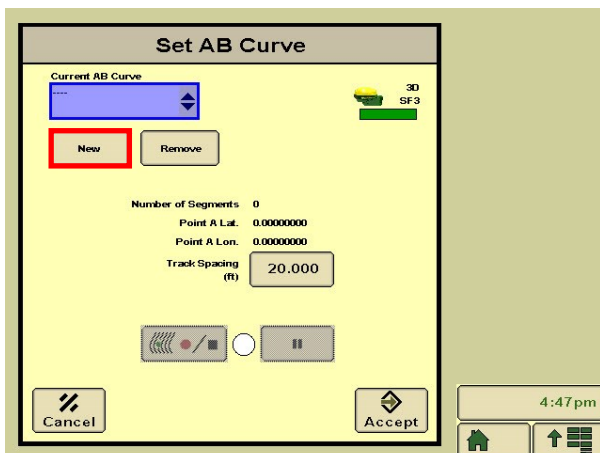 Set AB Curve
Current AB Curve
----
3D
SF3
New
Remove
Number of Segments 0
Point A Lat. 0.00000000
Point A Lon. 0.00000000
Track Spacing
(ft)
20.000
Cancel
Accept
4:47pm